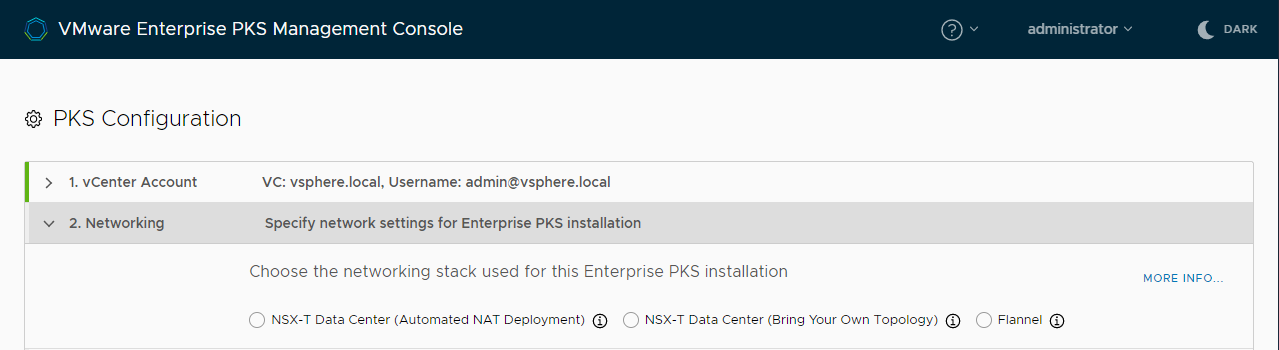 VMware Enterprise PKS Management Console administrator DARK
PKS Configuration
1. vCenter Account VC: vsphere.local, Username: admin@vsphere.local
2. Networking Specify network settings for Enterprise PKS installation
Choose the networking stack used for this Enterprise PKS installation
MORE INFO...
NSX-T Data Center (Automated NAT Deployment) NSX-T Data Center (Bring Your Own Topology) Flannel